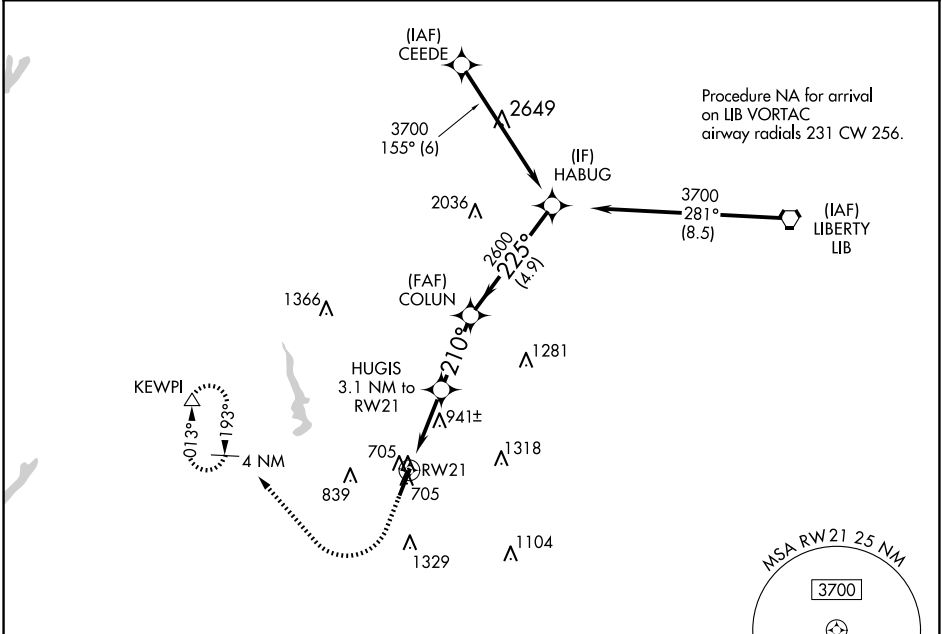 (IAF)
CEEDE
2649
3700
155° (6)
Procedure NA for arrival
on LIB VORTAC
airway radials 231 CW 256.
(IF)
HABUG
2036
3700
281°
(8.5)
(IAF)
LIBERTY
LIB
2600
225°
(4.9)
(FAF)
COLUN
1366
210°
1281
HUGIS
3.1 NM to
RW21
KEWPI
013°
193°
4 NM
941±
705
RW21
705
1318
839
1329
1104
MSA RW21 25 NM
3700